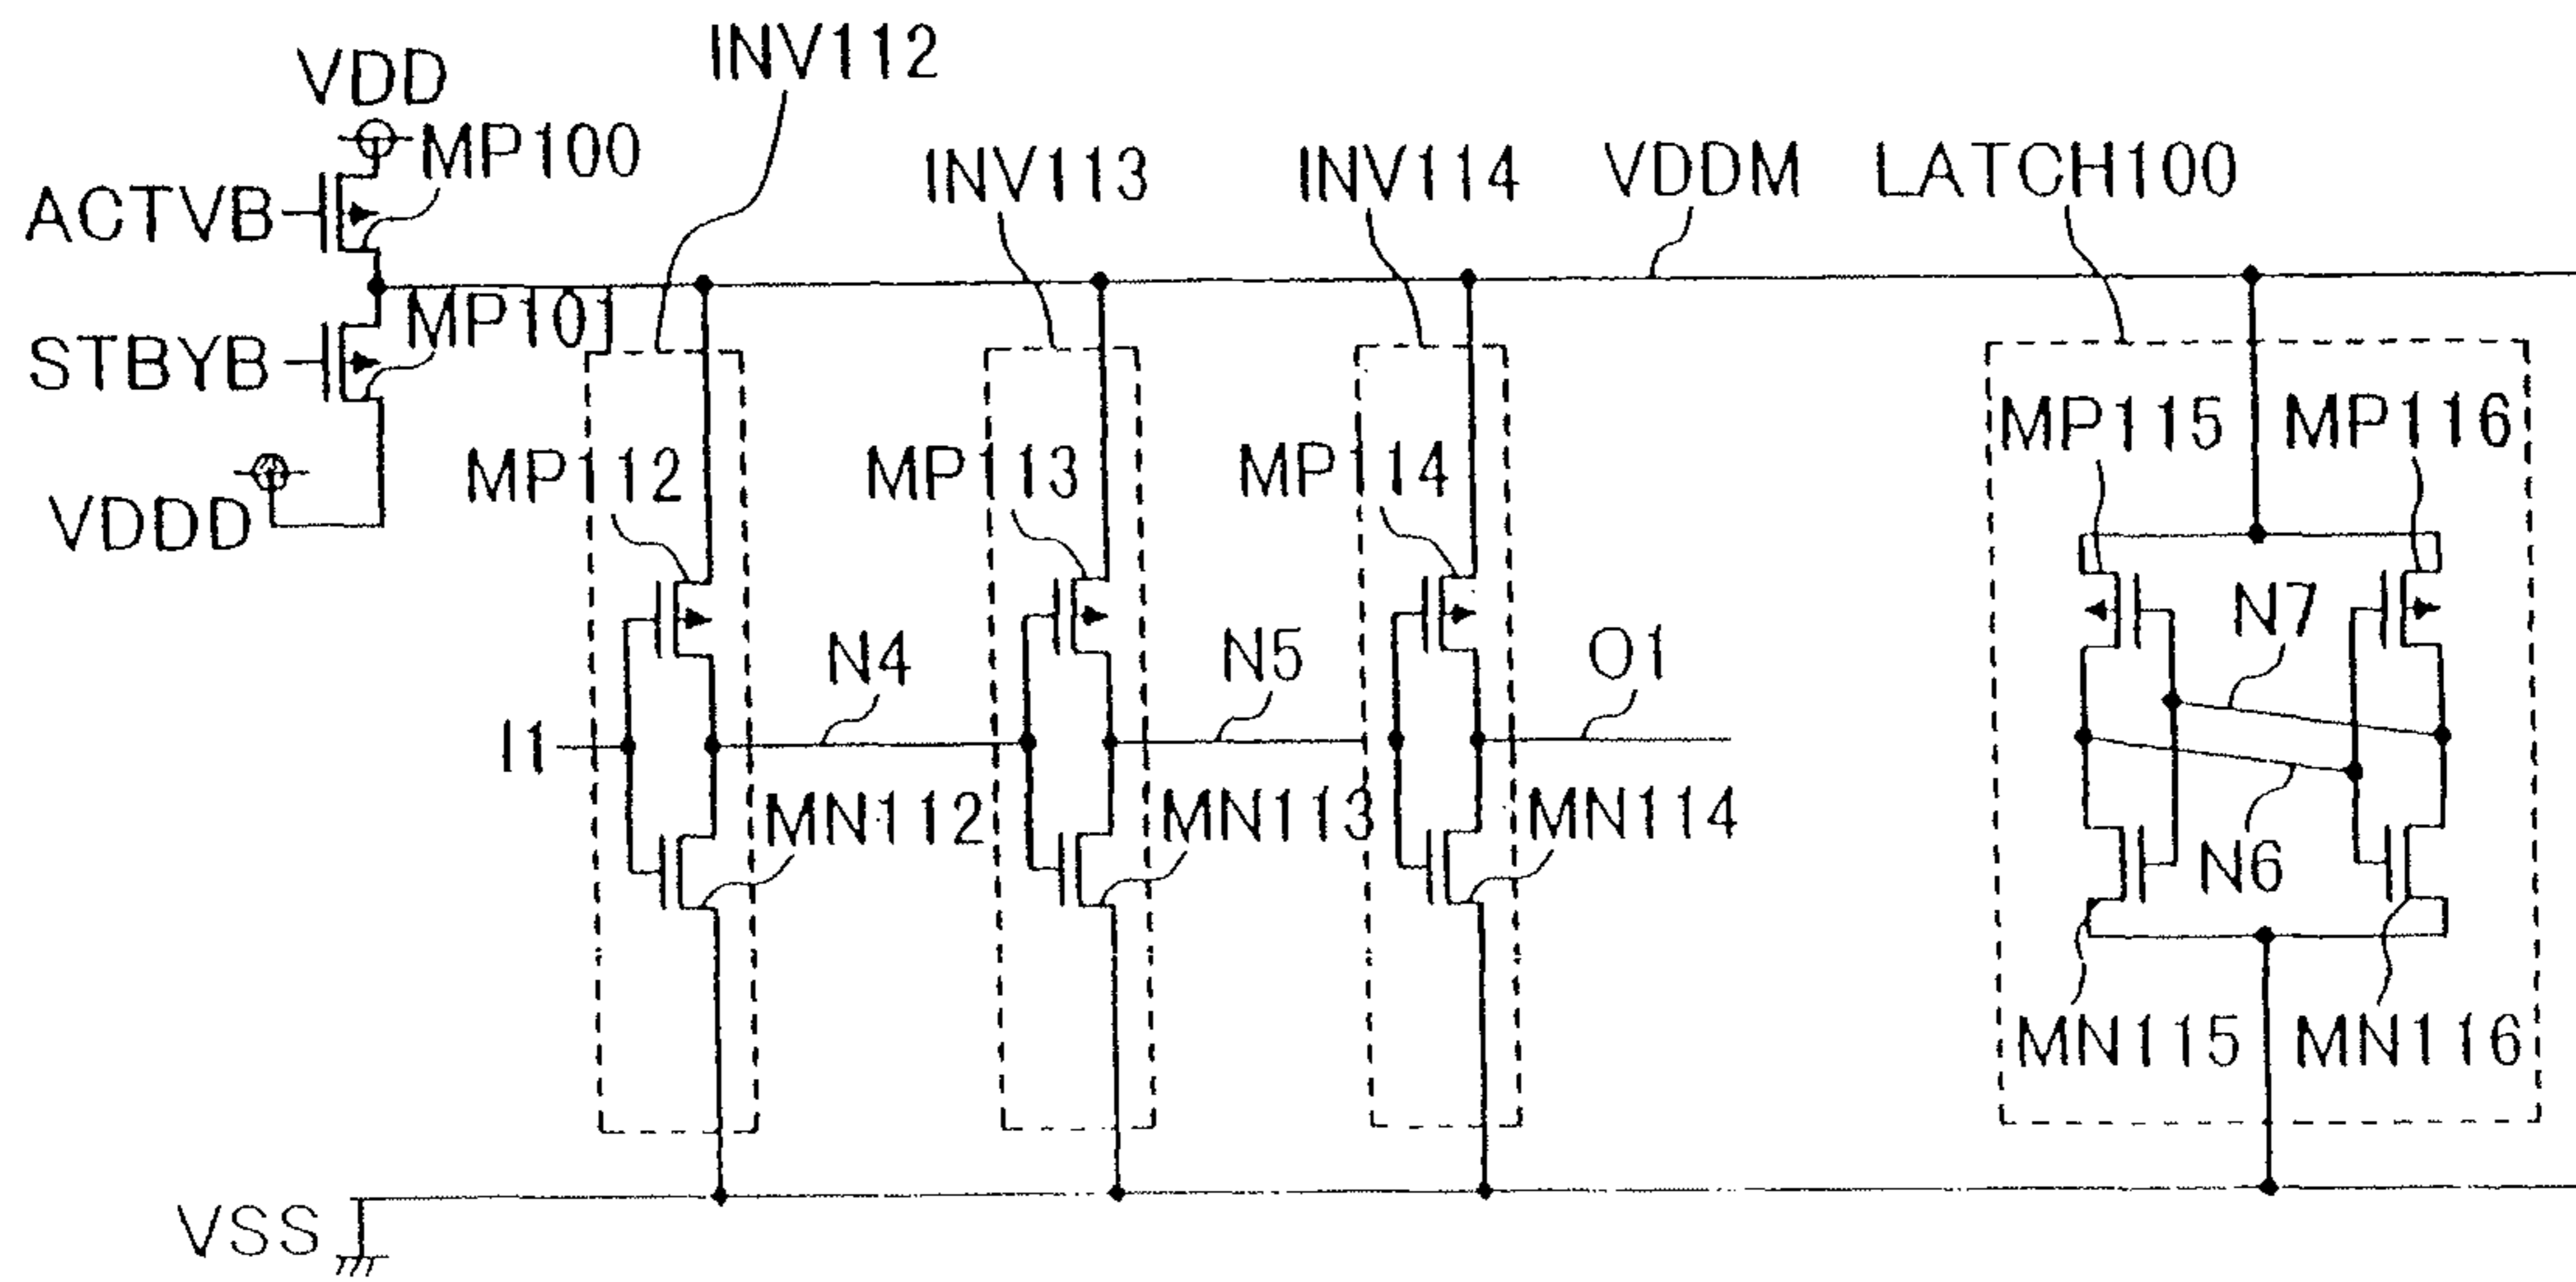 INV112
VDD
MP100
INV113
INV114
VDDM
LATCH100
ACTVB
MP101
STBYB
MP115
MP116
MP112
MP113
MP114
VDDD
N7
N4
N5
O1
I1
MN112
MN113
MN114
N6
MN115
MN116
VSS